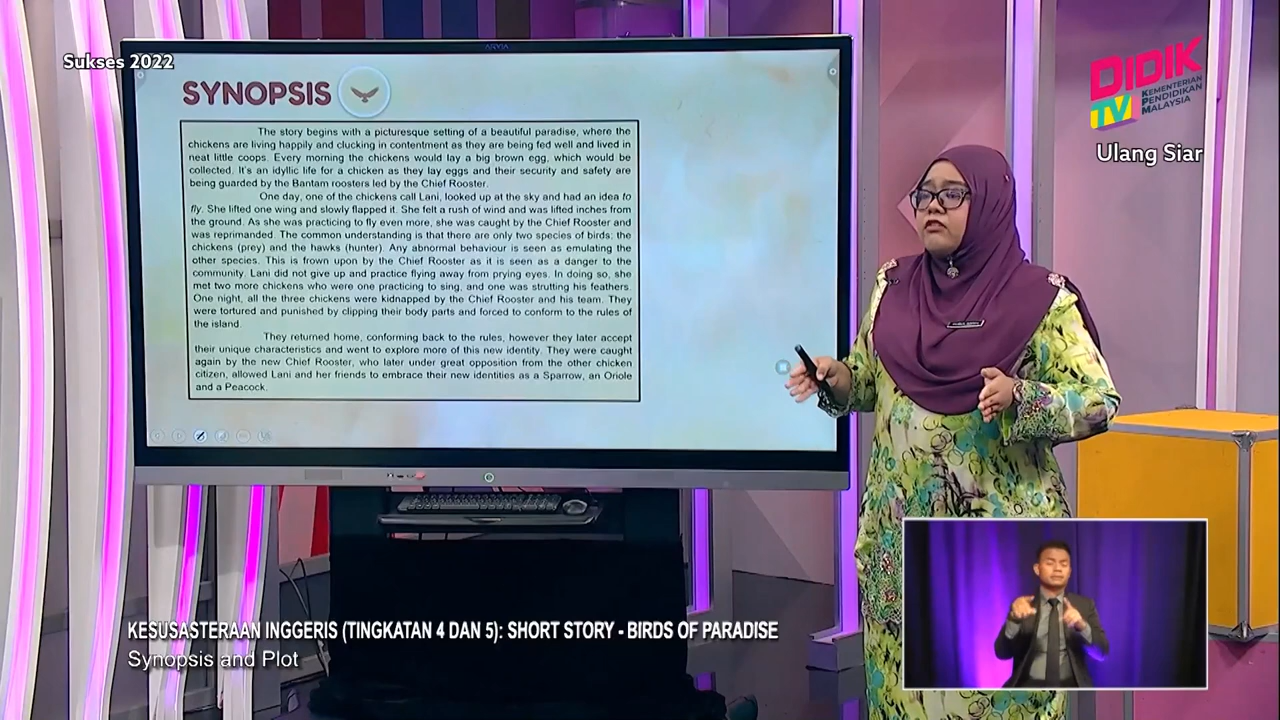 Sukses 2022
DIDIK
TV
KEMENTERIAN
PENDIDIKAN
MALAYSIA
Ulang Siar
SYNOPSIS
The story begins with a picturesque setting of a beautiful paradise, where the
chickens are living happily and clucking in contentment as they are being fed well and lived in
neat little coops. Every morning the chickens would lay a big brown egg, which would be
collected. It's an idyllic life for a chicken as they lay eggs and their security and safety are
being guarded by the Bantam roosters led by the Chief Rooster.
One day, one of the chickens call Lani, looked up at the sky and had an idea to
fly. She lifted one wing and slowly flapped it. She felt a rush of wind and was lifted inches from
the ground. As she was practicing to fly even more, she was caught by the Chief Rooster and
was reprimanded. The common understanding is that there are only two species of birds; the
chickens (prey) and the hawks (hunter). Any abnormal behaviour is seen as emulating the
other species. This is frown upon by the Chief Rooster as it is seen as a danger to the
community. Lani did not give up and practice flying away from prying eyes. In doing so, she
met two more chickens who were one practicing to sing, and one was strutting his feathers.
One night, all the three chickens were kidnapped by the Chief Rooster and his team. They
were tortured and punished by clipping their body parts and forced to conform to the rules of
the island.
They returned home, conforming back to the rules, however they later accept
their unique characteristics and went to explore more of this new identity. They were caught
again by the new Chief Rooster, who later under great opposition from the other chicken
citizen, allowed Lani and her friends to embrace their new identities as a Sparrow, an Oriole
and a Peacock.
KESUSASTERAAN INGGERIS (TINGKATAN 4 DAN 5): SHORT STORY - BIRDS OF PARADISE
Synopsis and Plot